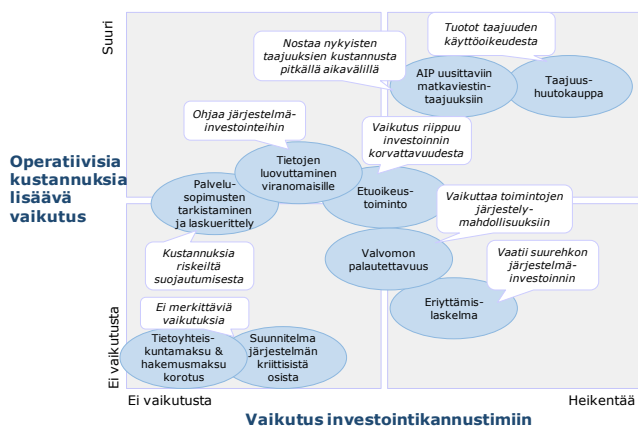 Suuri
Tuotot taajuuden
käyttöoikeudesta
Nostaa nykyisten
taajuuksien kustannusta
pitkällä aikavälillä
AIP uusittaviin
matkaviestin-
taajuuksiin
Taajuus-
huutokauppa
Ohjaa järjestelmä-
investointeihin
Vaikutus riippuu
investoinnin
korvattavuudesta
Operatiivisia
kustannuksia
lisäävä
vaikutus
Tietojen
luovuttaminen
viranomaisille
Palvelu-
sopimusten
tarkistaminen
ja laskuerittely
Etuoikeus-
toiminto
Vaikuttaa toimintojen
järjestely-
mahdollisuuksiin
Kustannuksia
riskeiltä
suojautumisesta
Valvomon
palautettavuus
Vaatii suurehkon
järjestelmä-
investoinnin
Eriyttämis-
laskelma
Ei merkittäviä
vaikutuksia
Tietoyhteis-
kuntamaksu &
hakemusmaksu
korotus
Suunnitelma
järjestelmän
kriittisistä
osista
Ei vaikutusta
Ei vaikutusta
Heikentää
Vaikutus investointikannustimiin